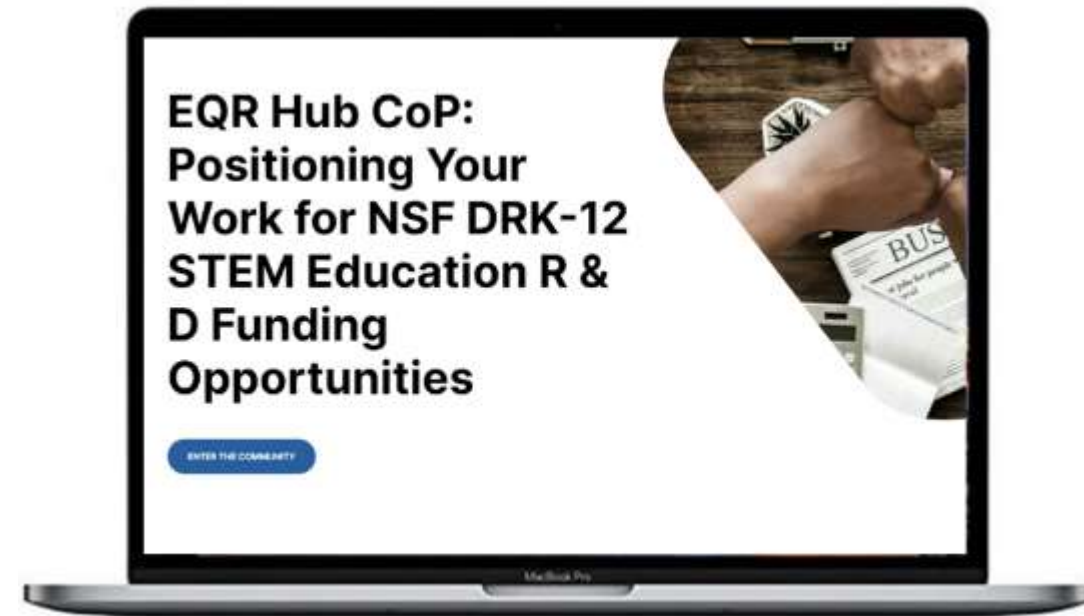 EQR Hub CoP:
Positioning Your
Work for NSF DRK-12
STEM Education R &
D Funding
Opportunities
ENTER THE COMMUNITY
BUS
MacBook Pro